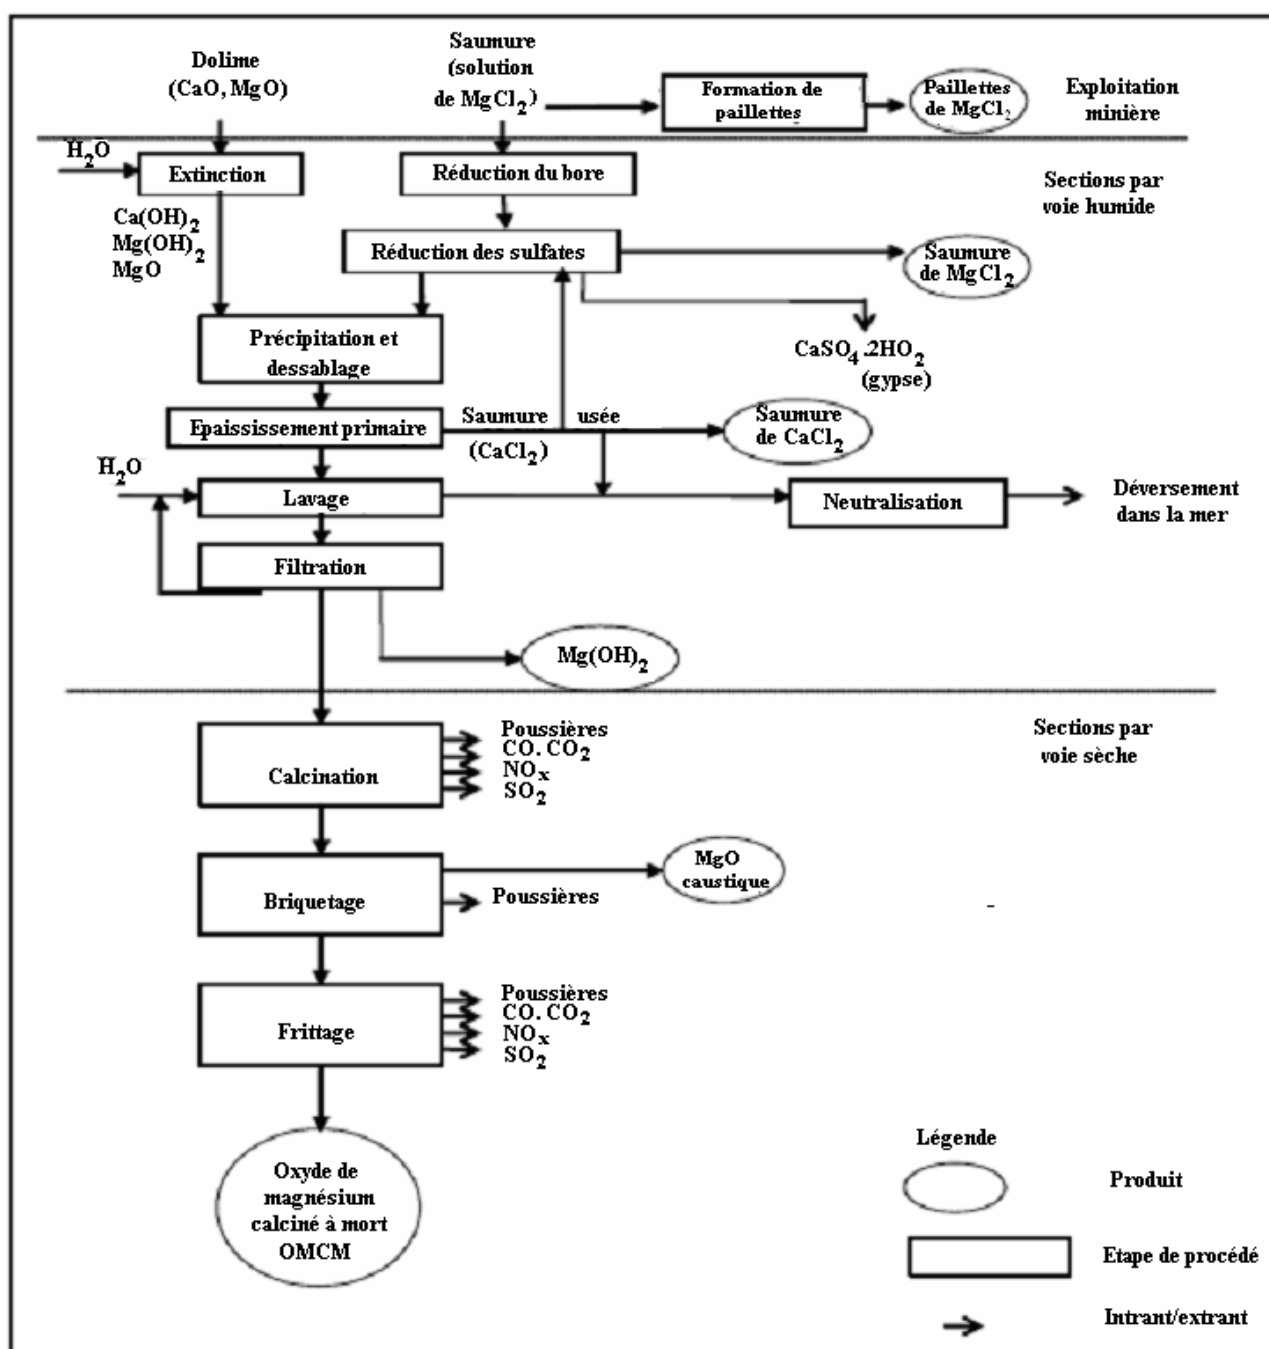 Dolime
(CaO, MgO)
Saumure
(solution
de MgCl2)
Formation de
paillettes
Paillettes
de MgCl2
Exploitation
minière
H2O
Extinction
Réduction du bore
Sections par
voie humide
Ca(OH)2
Mg(OH)2
MgO
Réduction des sulfates
Saumure
de MgCl2
Précipitation et
dessablage
CaSO4.2HO2
(gypse)
Epaississement primaire
Saumure usée
(CaCl2)
Saumure
de CaCl2
H2O
Lavage
Neutralisation
Déversement
dans la mer
Filtration
Mg(OH)2
Sections par
voie sèche
Calcination
Poussières
CO. CO2
NOx
SO2
Briquetage
MgO
caustique
Poussières
Frittage
Poussières
CO. CO2
NOx
SO2
Oxyde de
magnésium
calciné à mort
OMCM
Légende
Produit
Etape de procédé
Intrant/extrant